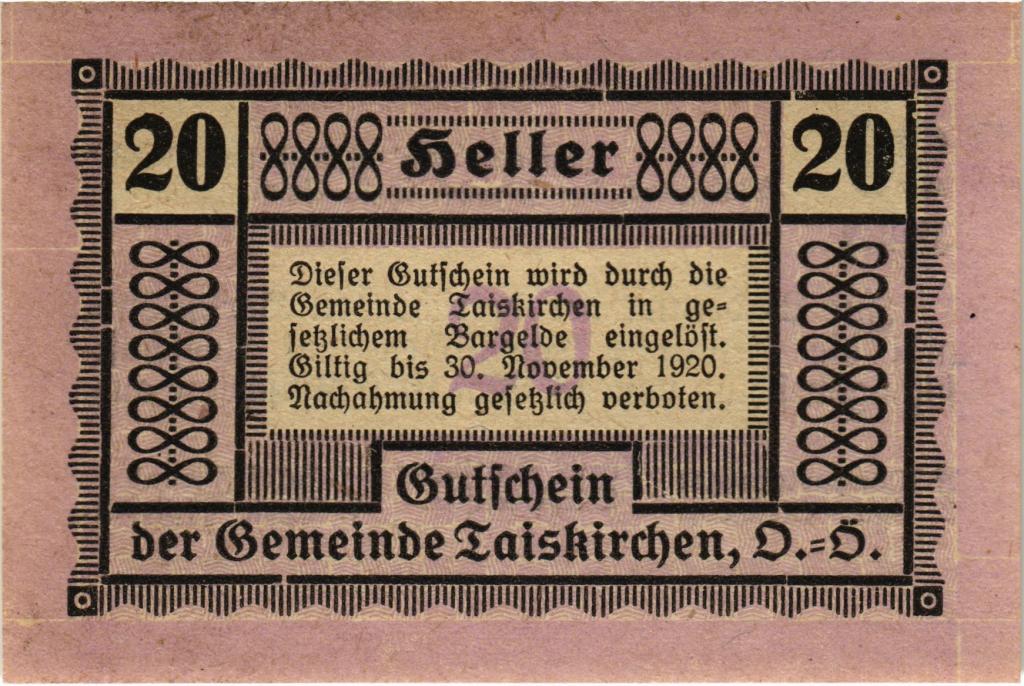 20 Heller 20
Dieser Gutschein wird durch die
Gemeinde Taiskirchen in ge-
setzlichem Bargelde eingelöst.
Giltig bis 30. November 1920.
Nachahmung gesetzlich verboten.
20
Gutschein
der Gemeinde Taiskirchen, O.-Ö.